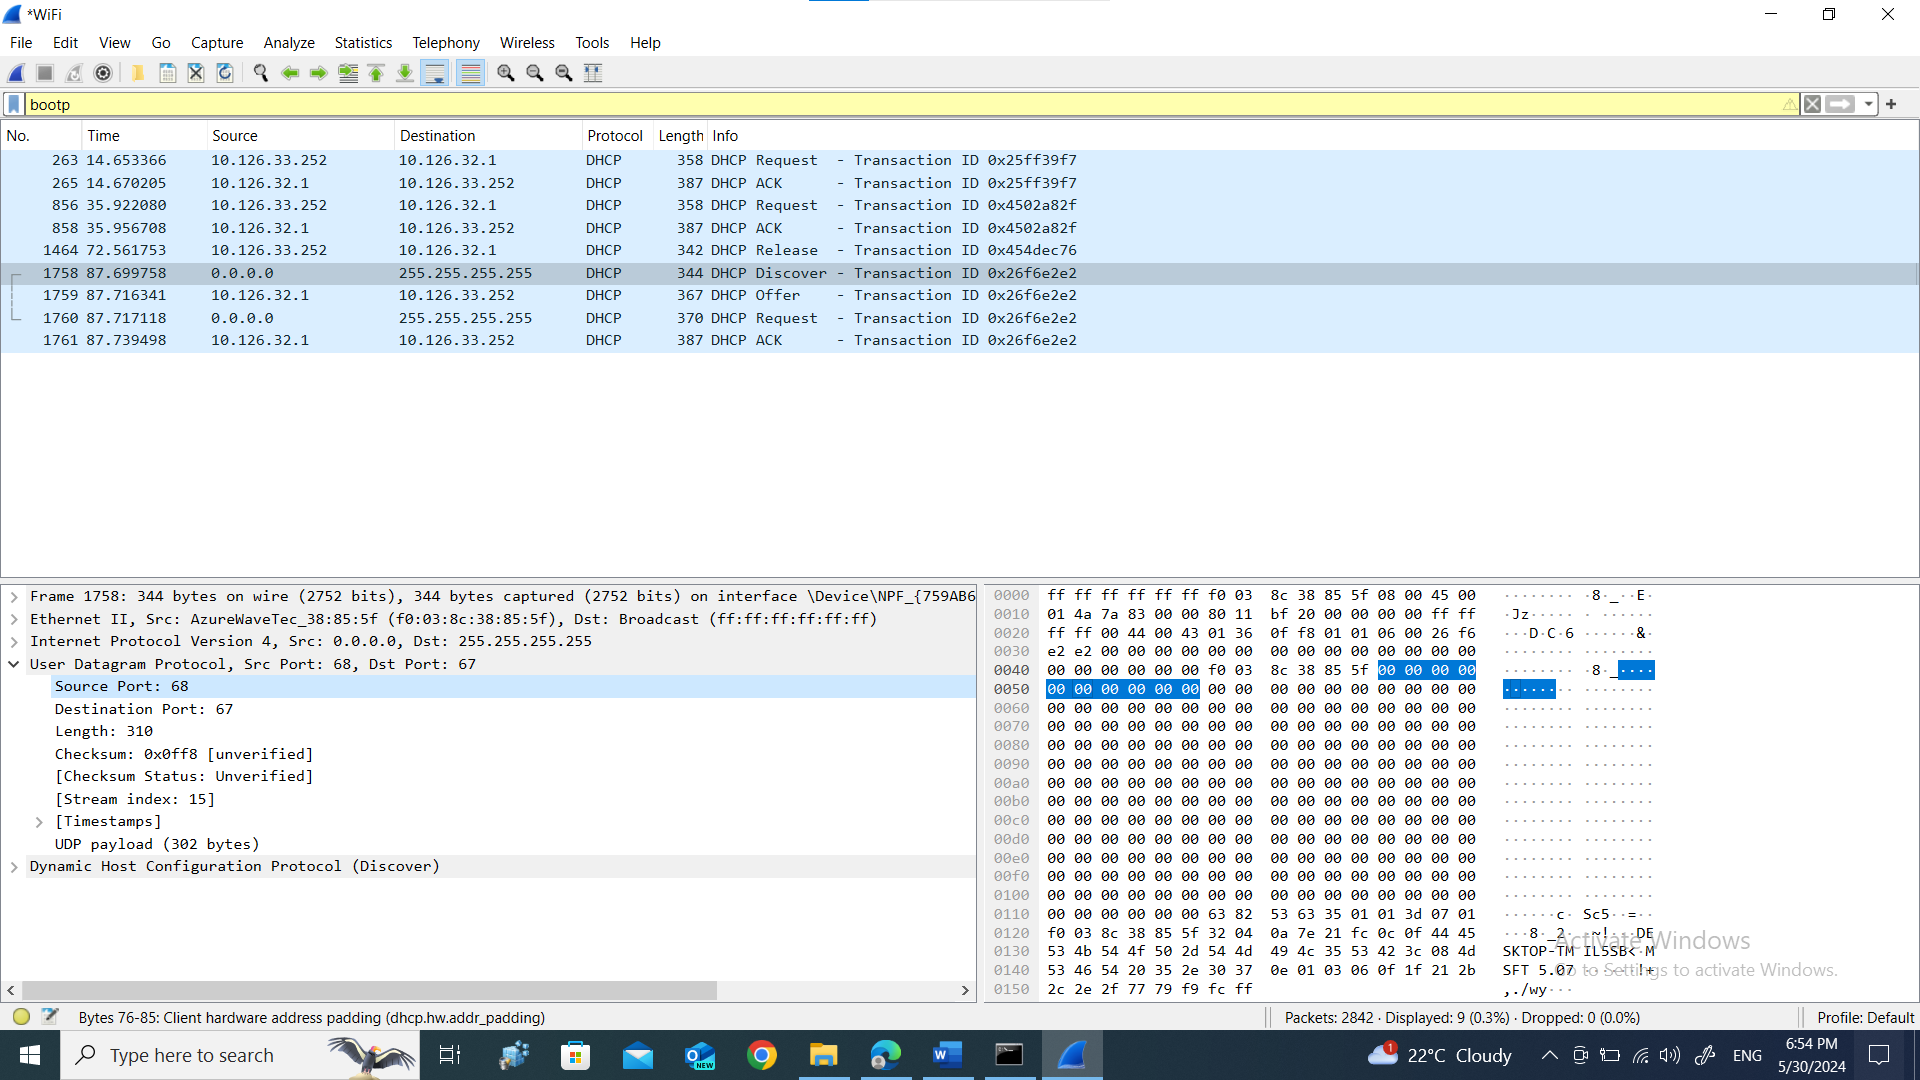 *WiFi
File Edit View Go Capture Analyze Statistics Telephony Wireless Tools Help
bootp
No. Time Source Destination Protocol Length Info
263 14.653366 10.126.33.252 10.126.32.1 DHCP 358 DHCP Request - Transaction ID 0x25ff39f7
265 14.670205 10.126.32.1 10.126.33.252 DHCP 387 DHCP ACK - Transaction ID 0x25ff39f7
856 35.922080 10.126.33.252 10.126.32.1 DHCP 358 DHCP Request - Transaction ID 0x4502a82f
858 35.956708 10.126.32.1 10.126.33.252 DHCP 387 DHCP ACK - Transaction ID 0x4502a82f
1464 72.561753 10.126.33.252 10.126.32.1 DHCP 342 DHCP Release - Transaction ID 0x454dec76
1758 87.699758 0.0.0.0 255.255.255.255 DHCP 344 DHCP Discover - Transaction ID 0x26f6e2e2
1759 87.716341 10.126.32.1 10.126.33.252 DHCP 367 DHCP Offer - Transaction ID 0x26f6e2e2
1760 87.717118 0.0.0.0 255.255.255.255 DHCP 370 DHCP Request - Transaction ID 0x26f6e2e2
1761 87.739498 10.126.32.1 10.126.33.252 DHCP 387 DHCP ACK - Transaction ID 0x26f6e2e2
Frame 1758: 344 bytes on wire (2752 bits), 344 bytes captured (2752 bits) on interface \Device\NPF_{759AB6
Ethernet II, Src: AzureWaveTec_38:85:5f (f0:03:8c:38:85:5f), Dst: Broadcast (ff:ff:ff:ff:ff:ff)
Internet Protocol Version 4, Src: 0.0.0.0, Dst: 255.255.255.255
User Datagram Protocol, Src Port: 68, Dst Port: 67
Source Port: 68
Destination Port: 67
Length: 310
Checksum: 0x0ff8 [unverified]
[Checksum Status: Unverified]
[Stream index: 15]
[Timestamps]
UDP payload (302 bytes)
Dynamic Host Configuration Protocol (Discover)
0000 ff ff ff ff ff ff f0 03 8c 38 85 5f 08 00 45 00 ········ ·8·_··E·
0010 01 4a 7a 83 00 00 80 11 bf 20 00 00 00 00 ff ff ·Jz····· · ······
0020 ff ff 00 44 00 43 01 36 0f f8 01 01 06 00 26 f6 ···D·C·6 ······&·
0030 e2 e2 00 00 00 00 00 00 00 00 00 00 00 00 00 00
0040 00 00 00 00 00 00 f0 03 8c 38 85 5f 00 00 00 00 ········ ·8·_····
0050 00 00 00 00 00 00 00 00 00 00 00 00 00 00 00 00 ········ ········
0060 00 00 00 00 00 00 00 00 00 00 00 00 00 00 00 00 ········ ········
0070 00 00 00 00 00 00 00 00 00 00 00 00 00 00 00 00 ········ ········
0080 00 00 00 00 00 00 00 00 00 00 00 00 00 00 00 00 ········ ········
0090 00 00 00 00 00 00 00 00 00 00 00 00 00 00 00 00 ········ ········
00a0 00 00 00 00 00 00 00 00 00 00 00 00 00 00 00 00 ········ ········
00b0 00 00 00 00 00 00 00 00 00 00 00 00 00 00 00 00 ········ ········
00c0 00 00 00 00 00 00 00 00 00 00 00 00 00 00 00 00 ········ ········
00d0 00 00 00 00 00 00 00 00 00 00 00 00 00 00 00 00 ········ ········
00e0 00 00 00 00 00 00 00 00 00 00 00 00 00 00 00 00 ········ ········
00f0 00 00 00 00 00 00 00 00 00 00 00 00 00 00 00 00 ········ ········
0100 00 00 00 00 00 00 00 00 00 00 00 00 00 00 00 00 ········ ········
0110 00 00 00 00 00 00 63 82 53 63 35 01 01 3d 07 01 ······c· Sc5··=··
0120 f0 03 8c 38 85 5f 32 04 0a 7e 21 fc 0c 0f 44 45 ···8·_2· ·~!···DE
0130 53 4b 54 4f 50 2d 54 4d 49 4c 35 53 42 3c 08 4d SKTOP-TM IL5SB<·M
0140 53 46 54 20 35 2e 30 37 0e 01 03 06 0f 1f 21 2b SFT 5.07 ······!+
0150 2c 2e 2f 77 79 f9 fc ff ,./wy···
Activate Windows
Go to Settings to activate Windows.
Bytes 76-85: Client hardware address padding (dhcp.hw.addr_padding) Packets: 2842 · Displayed: 9 (0.3%) · Dropped: 0 (0.0%) Profile: Default
Type here to search NEW 1 22°C Cloudy ENG 6:54 PM
5/30/2024